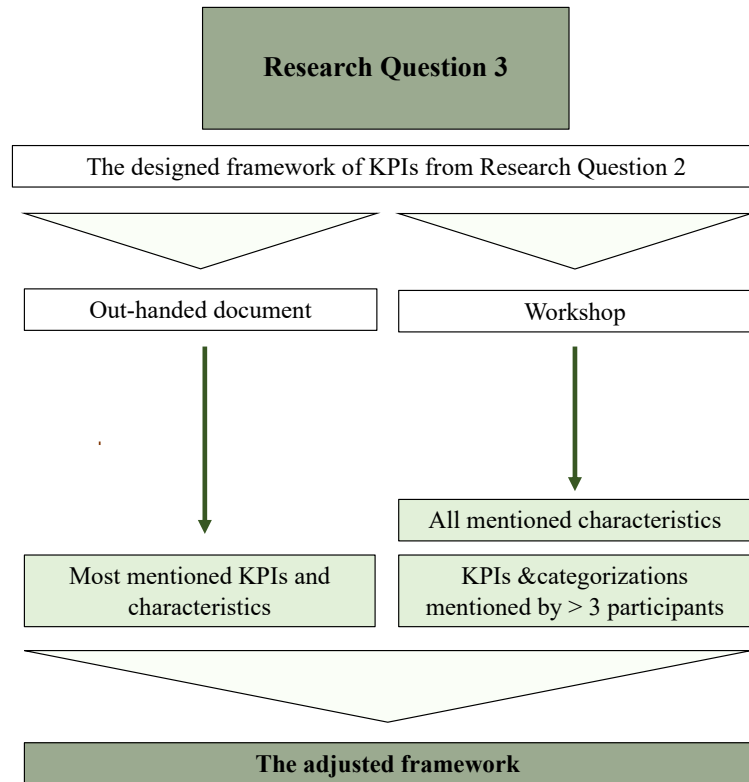 Research Question 3
The designed framework of KPIs from Research Question 2
Out-handed document
Workshop
All mentioned characteristics
Most mentioned KPIs and
characteristics
KPIs &categorizations
mentioned by > 3 participants
The adjusted framework